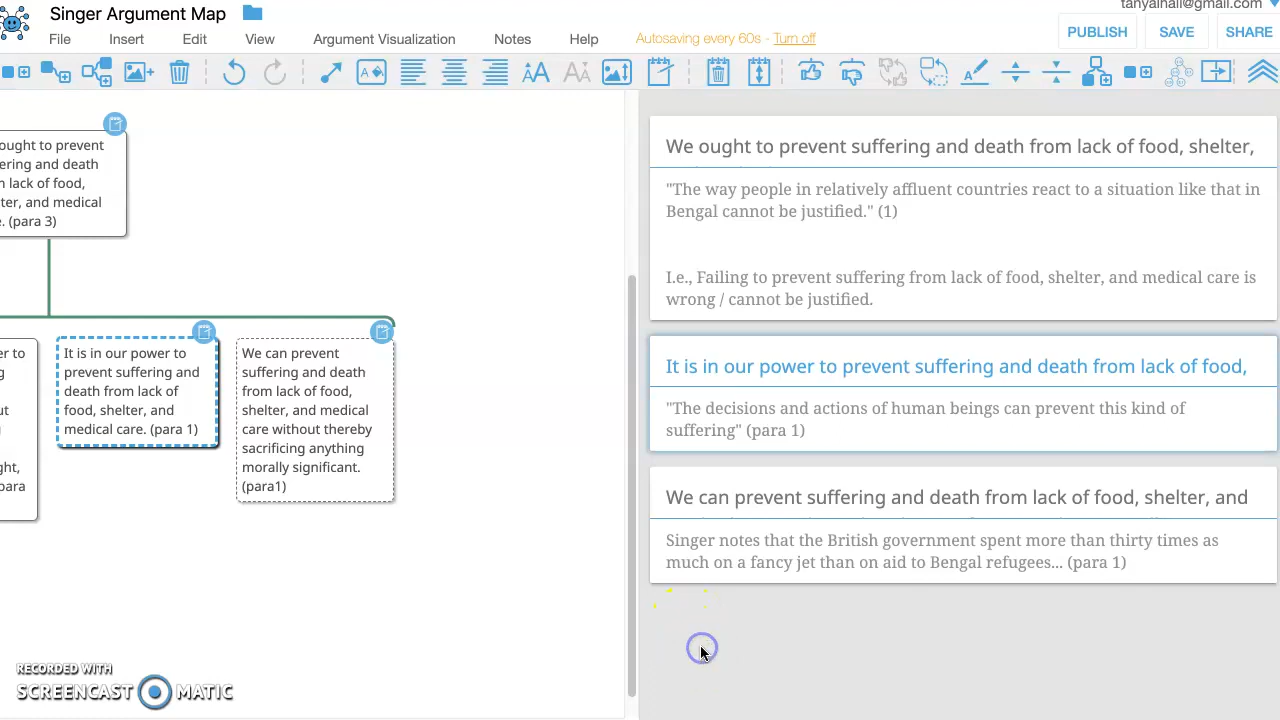 Singer Argument Map
tanyalhall@gmail.com
File Insert Edit View Argument Visualization Notes Help
Autosaving every 60s - Turn off
PUBLISH SAVE SHARE
ought to prevent
ering and death
lack of food,
ter, and medical
(para 3)
er to
It is in our power to
prevent suffering and
death from lack of
food, shelter, and
medical care. (para 1)
ght,
para
We can prevent
suffering and death
from lack of food,
shelter, and medical
care without thereby
sacrificing anything
morally significant.
(para1)
We ought to prevent suffering and death from lack of food, shelter,
"The way people in relatively affluent countries react to a situation like that in
Bengal cannot be justified." (1)
I.e., Failing to prevent suffering from lack of food, shelter, and medical care is
wrong / cannot be justified.
It is in our power to prevent suffering and death from lack of food,
"The decisions and actions of human beings can prevent this kind of
suffering" (para 1)
We can prevent suffering and death from lack of food, shelter, and
Singer notes that the British government spent more than thirty times as
much on a fancy jet than on aid to Bengal refugees... (para 1)
RECORDED WITH
SCREENCAST MATIC